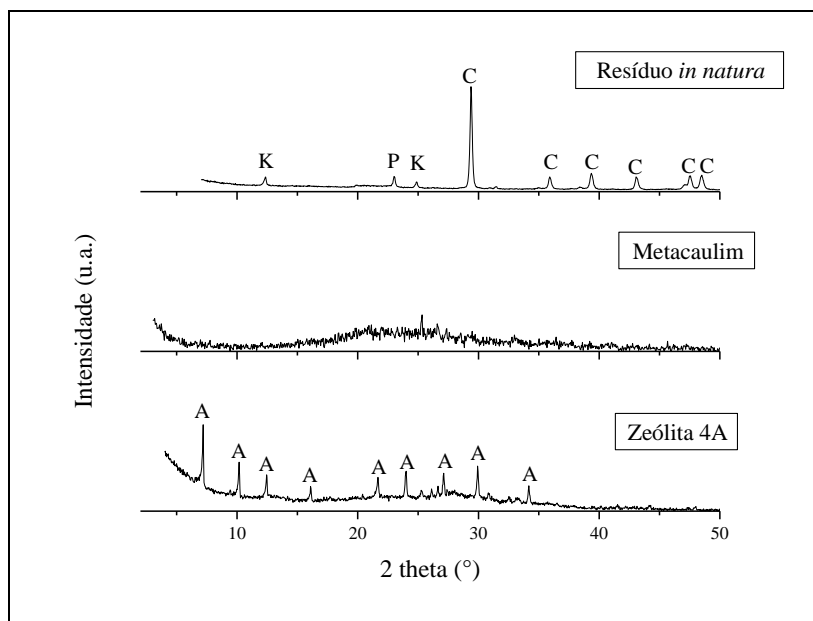 Resíduo in natura
C
K
P
K
C
C
C
C
C
Metacaulim
Intensidade (u.a.)
Zeólita 4A
A
A
A
A
A
A
A
A
A
10
20
30
40
50
2 theta (°)